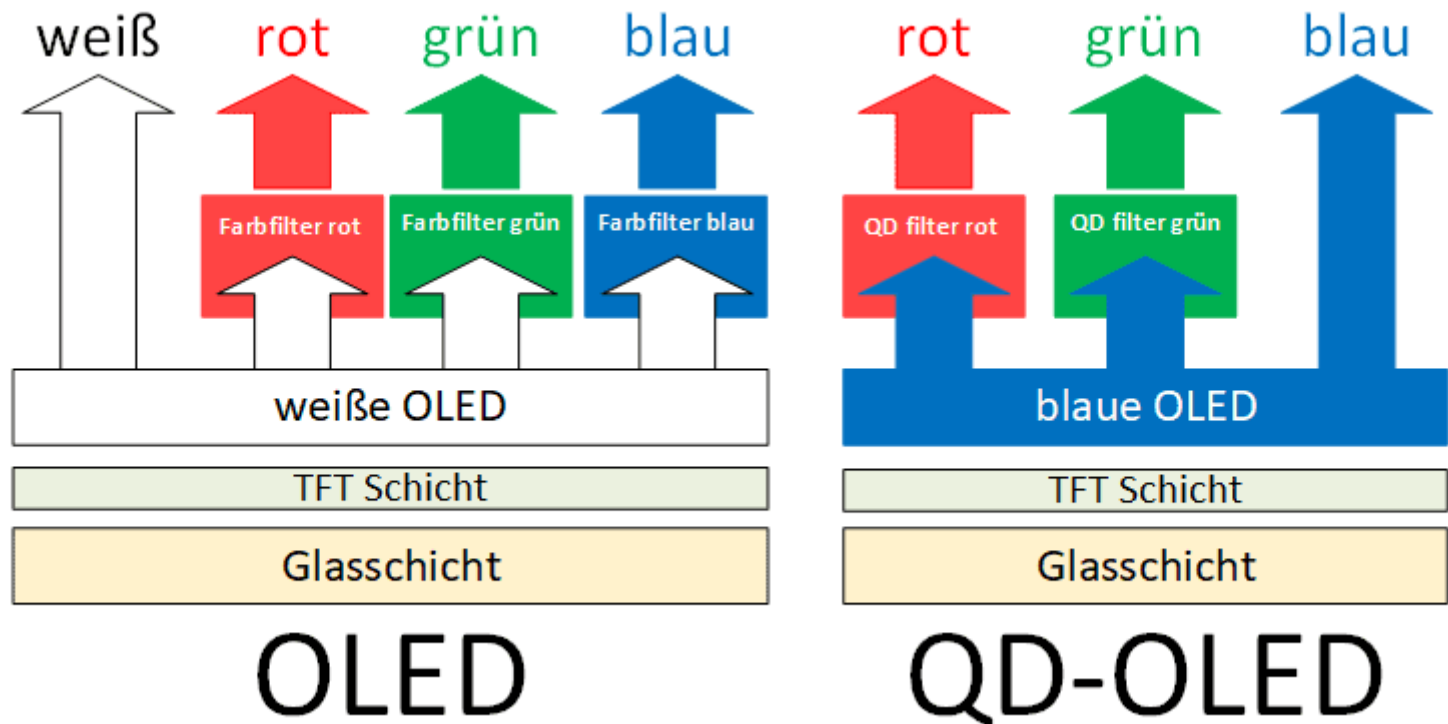 weiß rot grün blau
Farbfilter rot Farbfilter grün Farbfilter blau
weiße OLED
TFT Schicht
Glasschicht
OLED
rot grün blau
QD filter rot QD filter grün
blaue OLED
TFT Schicht
Glasschicht
QD-OLED